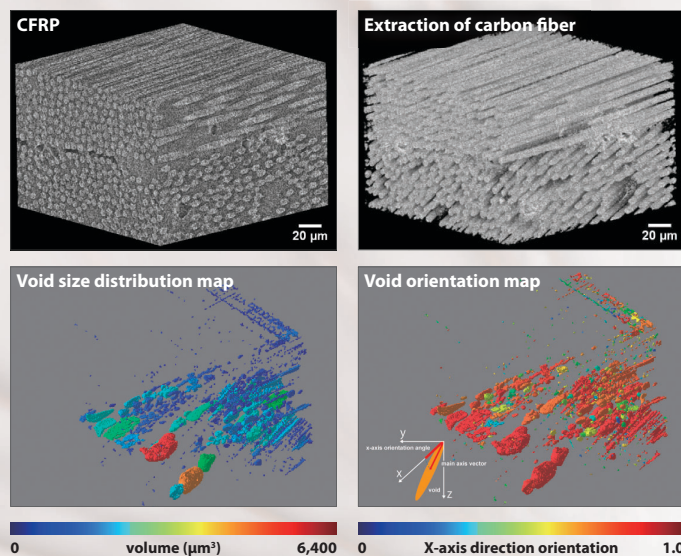 CFRP
20 µm
Extraction of carbon fiber
20 µm
Void size distribution map
Void orientation map
y
x-axis orientation angle
main axis vector
X
void
Z
0 volume (µm³) 6,400
0 X-axis direction orientation 1.0